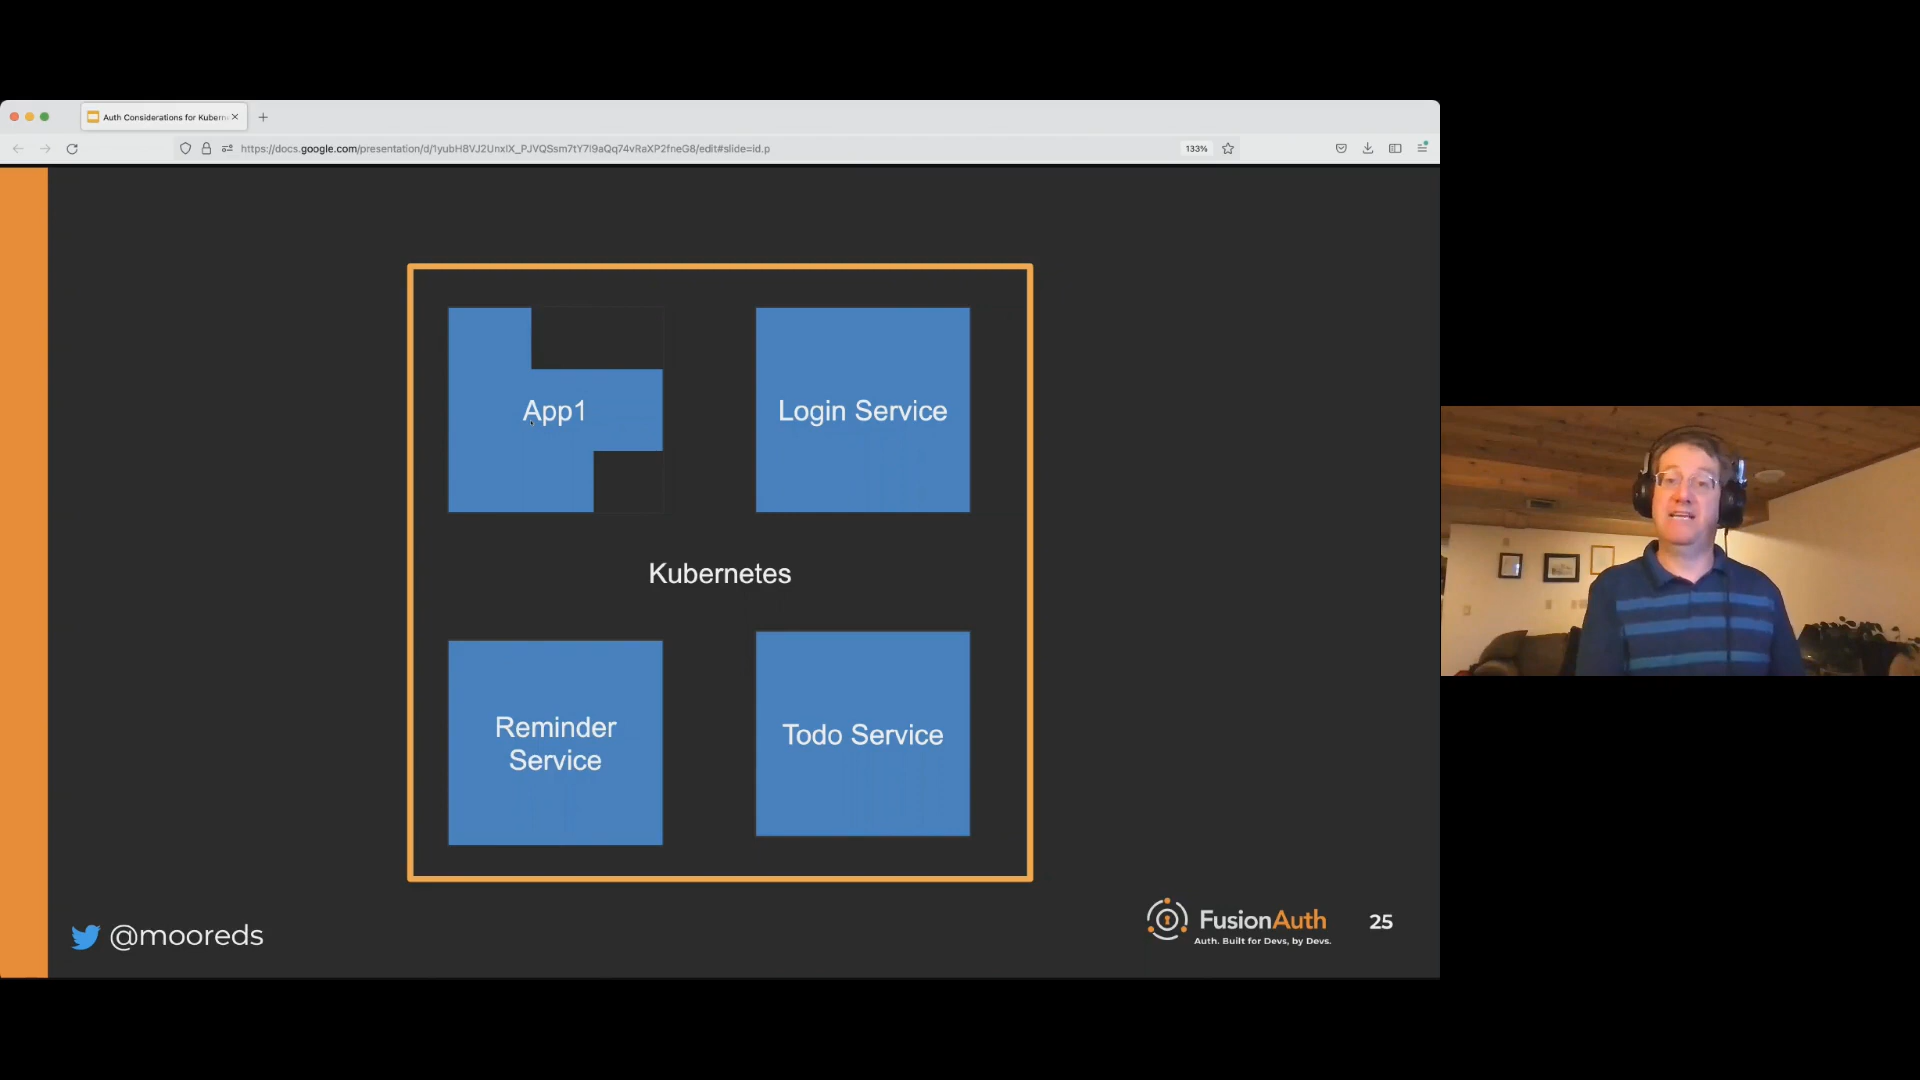 Auth Considerations for Kuberne
https://docs.google.com/presentation/d/1yubH8VJ2UnxIX_PJVQSsm7tY7I9aQq74vRaXP2fneG8/edit#slide=id.p
133%
App1
Login Service
Kubernetes
Reminder
Service
Todo Service
@mooreds
FusionAuth
Auth. Built for Devs, by Devs.
25